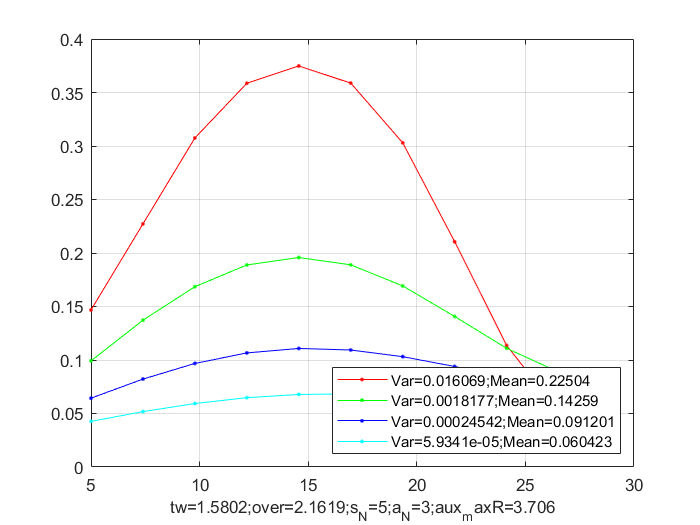 0.4
0.35
0.3
0.25
0.2
0.15
0.1
0.05
0
5 10 15 20 25 30
Var=0.016069;Mean=0.22504
Var=0.0018177;Mean=0.14259
Var=0.00024542;Mean=0.091201
Var=5.9341e-05;Mean=0.060423
tw=1.5802;over=2.1619;s_N=5;a_N=3;aux_maxR=3.706